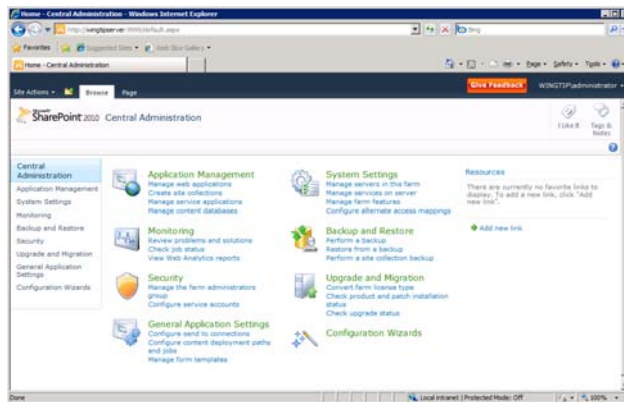 Home - Central Administration - Windows Internet Explorer
http://wingtipserver:9999/default.aspx
Bing
Favorites Suggested Sites Web Slice Gallery
Home - Central Administration
Page Safety Tools
Site Actions Browse Page Give Feedback WINGTIP\administrator
Microsoft
SharePoint 2010 Central Administration
I Like It Tags & Notes
Central Administration
Application Management
System Settings
Monitoring
Backup and Restore
Security
Upgrade and Migration
General Application Settings
Configuration Wizards
Application Management
Manage web applications
Create site collections
Manage service applications
Manage content databases
Monitoring
Review problems and solutions
Check job status
View Web Analytics reports
Security
Manage the farm administrators
group
Configure service accounts
General Application Settings
Configure send to connections
Configure content deployment paths
and jobs
Manage form templates
System Settings
Manage servers in this farm
Manage services on server
Manage farm features
Configure alternate access mappings
Backup and Restore
Perform a backup
Restore from a backup
Perform a site collection backup
Upgrade and Migration
Convert farm license type
Check product and patch installation
status
Check upgrade status
Configuration Wizards
Resources
There are currently no favorite links to
display. To add a new link, click "Add
new link".
Add new link
Done
Local intranet | Protected Mode: Off
100%